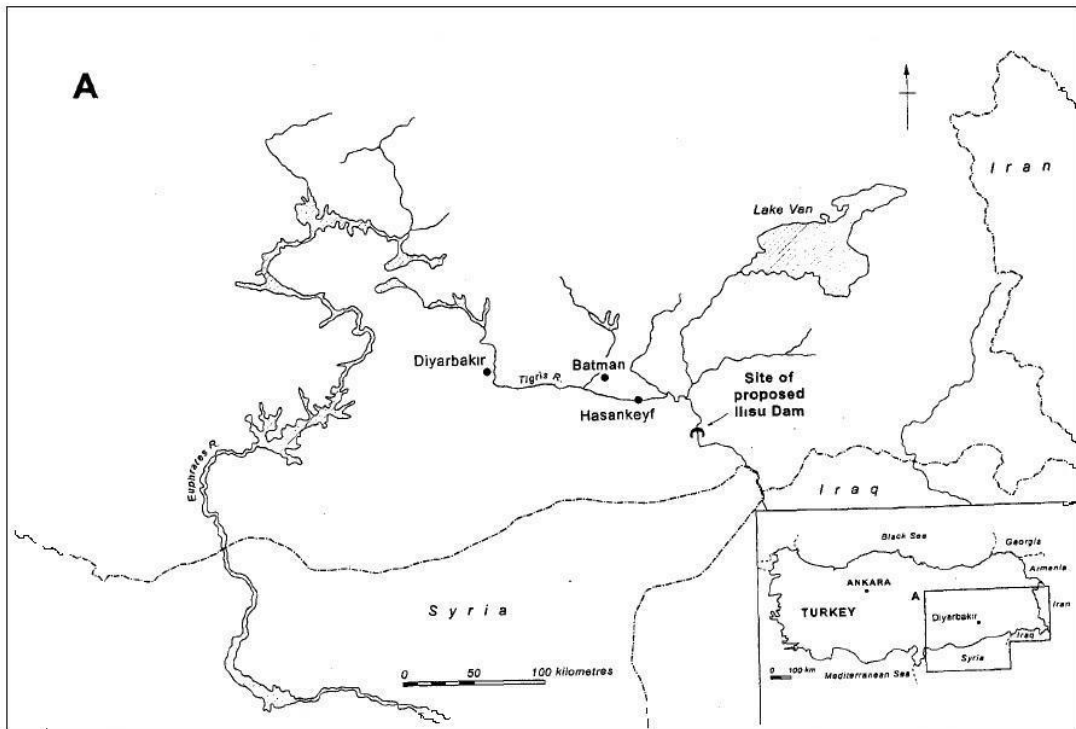 A
Iran
Lake Van
Diyarbakır
Batman
Tigris R.
Hasankeyf
Site of
proposed
Ilısu Dam
Euphrates R.
Iraq
Syria
0 50 100 kilometres
Black Sea
Georgia
Armenia
ANKARA
A
Iran
TURKEY
Diyarbakır
Iraq
Syria
0 100 km
Mediterranean Sea